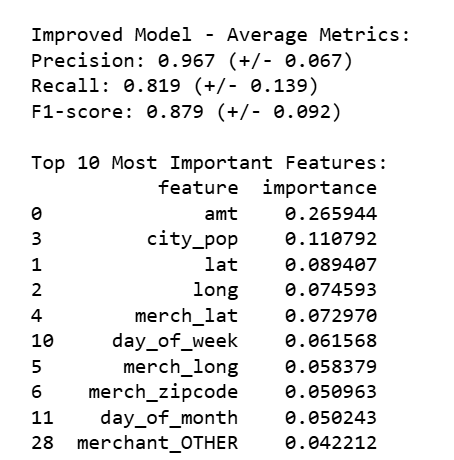 Improved Model - Average Metrics:
Precision: 0.967 (+/- 0.067)
Recall: 0.819 (+/- 0.139)
F1-score: 0.879 (+/- 0.092)

Top 10 Most Important Features:
feature importance
0 amt 0.265944
3 city_pop 0.110792
1 lat 0.089407
2 long 0.074593
4 merch_lat 0.072970
10 day_of_week 0.061568
5 merch_long 0.058379
6 merch_zipcode 0.050963
11 day_of_month 0.050243
28 merchant_OTHER 0.042212